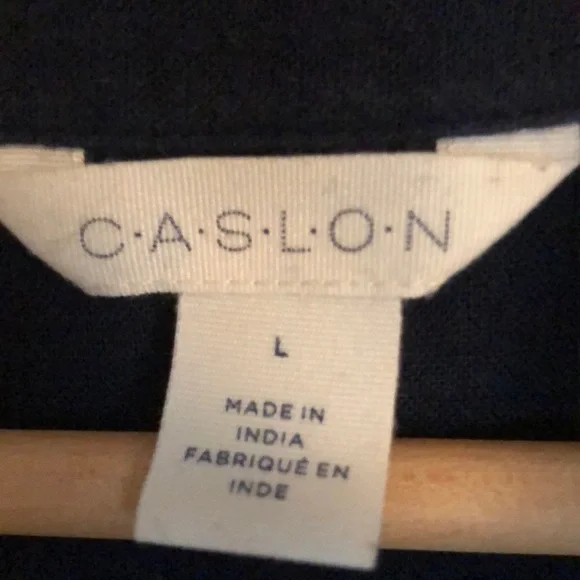 C·A·S·L·O·N
L
MADE IN
INDIA
FABRIQUÉ EN
INDE